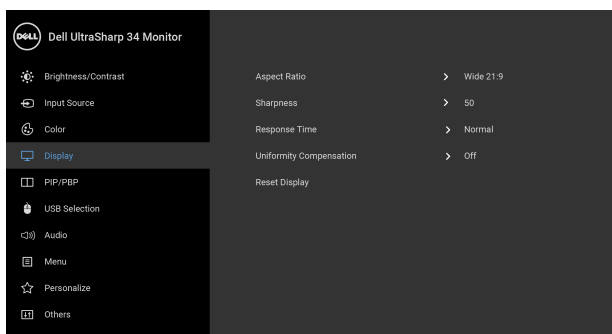 DELL Dell UltraSharp 34 Monitor
Brightness/Contrast
Input Source
Color
Display
PIP/PBP
USB Selection
Audio
Menu
Personalize
Others
Aspect Ratio > Wide 21:9
Sharpness > 50
Response Time > Normal
Uniformity Compensation > Off
Reset Display